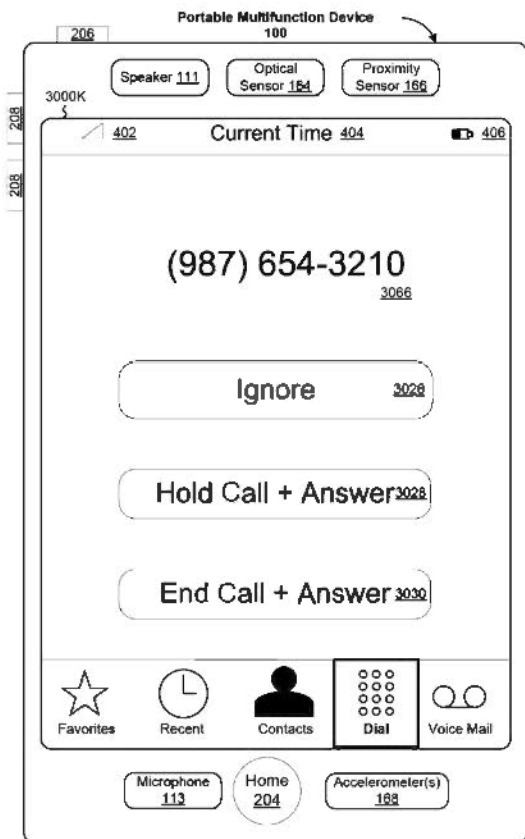 Portable Multifunction Device
100
206
Speaker 111
Optical
Sensor 164
Proximity
Sensor 166
3000K
208
208
402
Current Time 404
406
(987) 654-3210
3066
Ignore 3026
Hold Call + Answer 3028
End Call + Answer 3030
Favorites
Recent
Contacts
Dial
Voice Mail
Microphone
113
Home
204
Accelerometer(s)
168